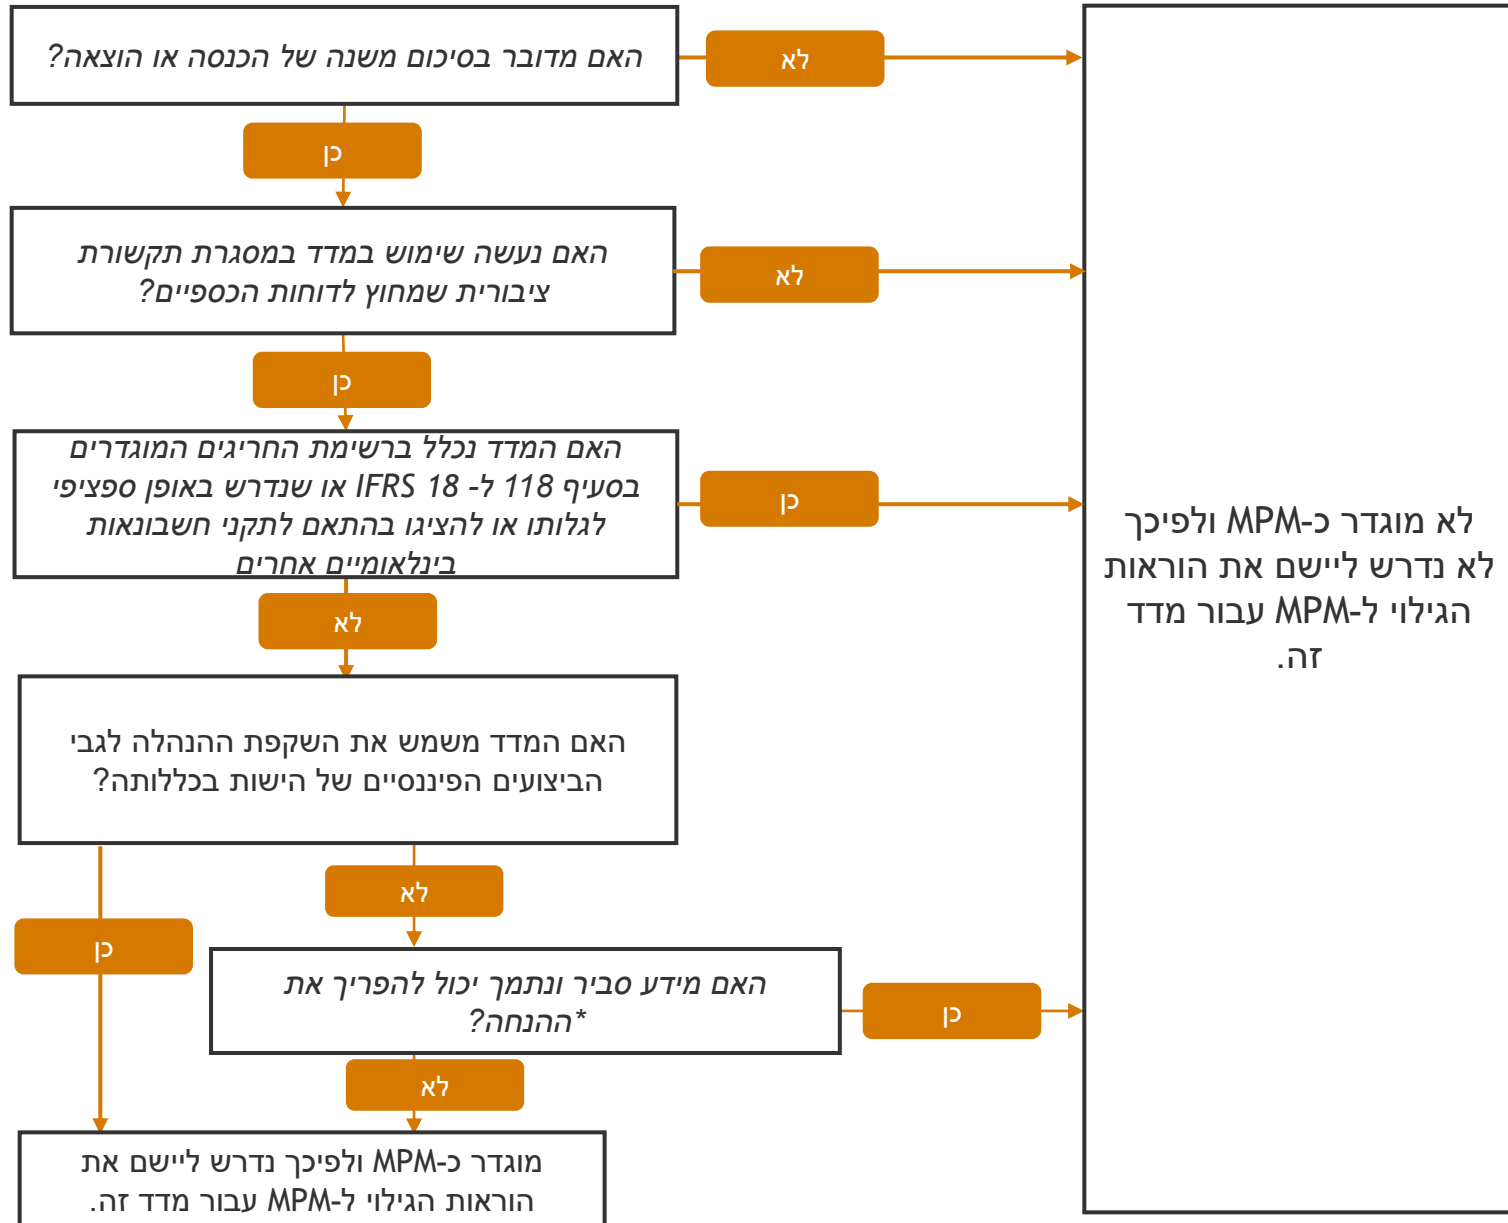 האם מדובר בסיכום משנה של הכנסה או הוצאה?
לא
כן
האם נעשה שימוש במדד במסגרת תקשורת
ציבורית שמחוץ לדוחות הכספיים?
לא
כן
האם המדד נכלל ברשימת החריגים המוגדרים
בסעיף 118 ל- IFRS 18 או שנדרש באופן ספציפי
לגלותו או להציגו בהתאם לתקני חשבונאות
בינלאומיים אחרים
כן
לא
לא מוגדר כ-MPM ולפיכך
לא נדרש ליישם את הוראות
הגילוי ל-MPM עבור מדד
זה.
האם המדד משמש את השקפת ההנהלה לגבי
הביצועים הפיננסיים של הישות בכללותה?
לא
כן
האם מידע סביר ונתמך יכול להפריך את
*ההנחה?
כן
לא
מוגדר כ-MPM ולפיכך נדרש ליישם את
הוראות הגילוי ל-MPM עבור מדד זה.